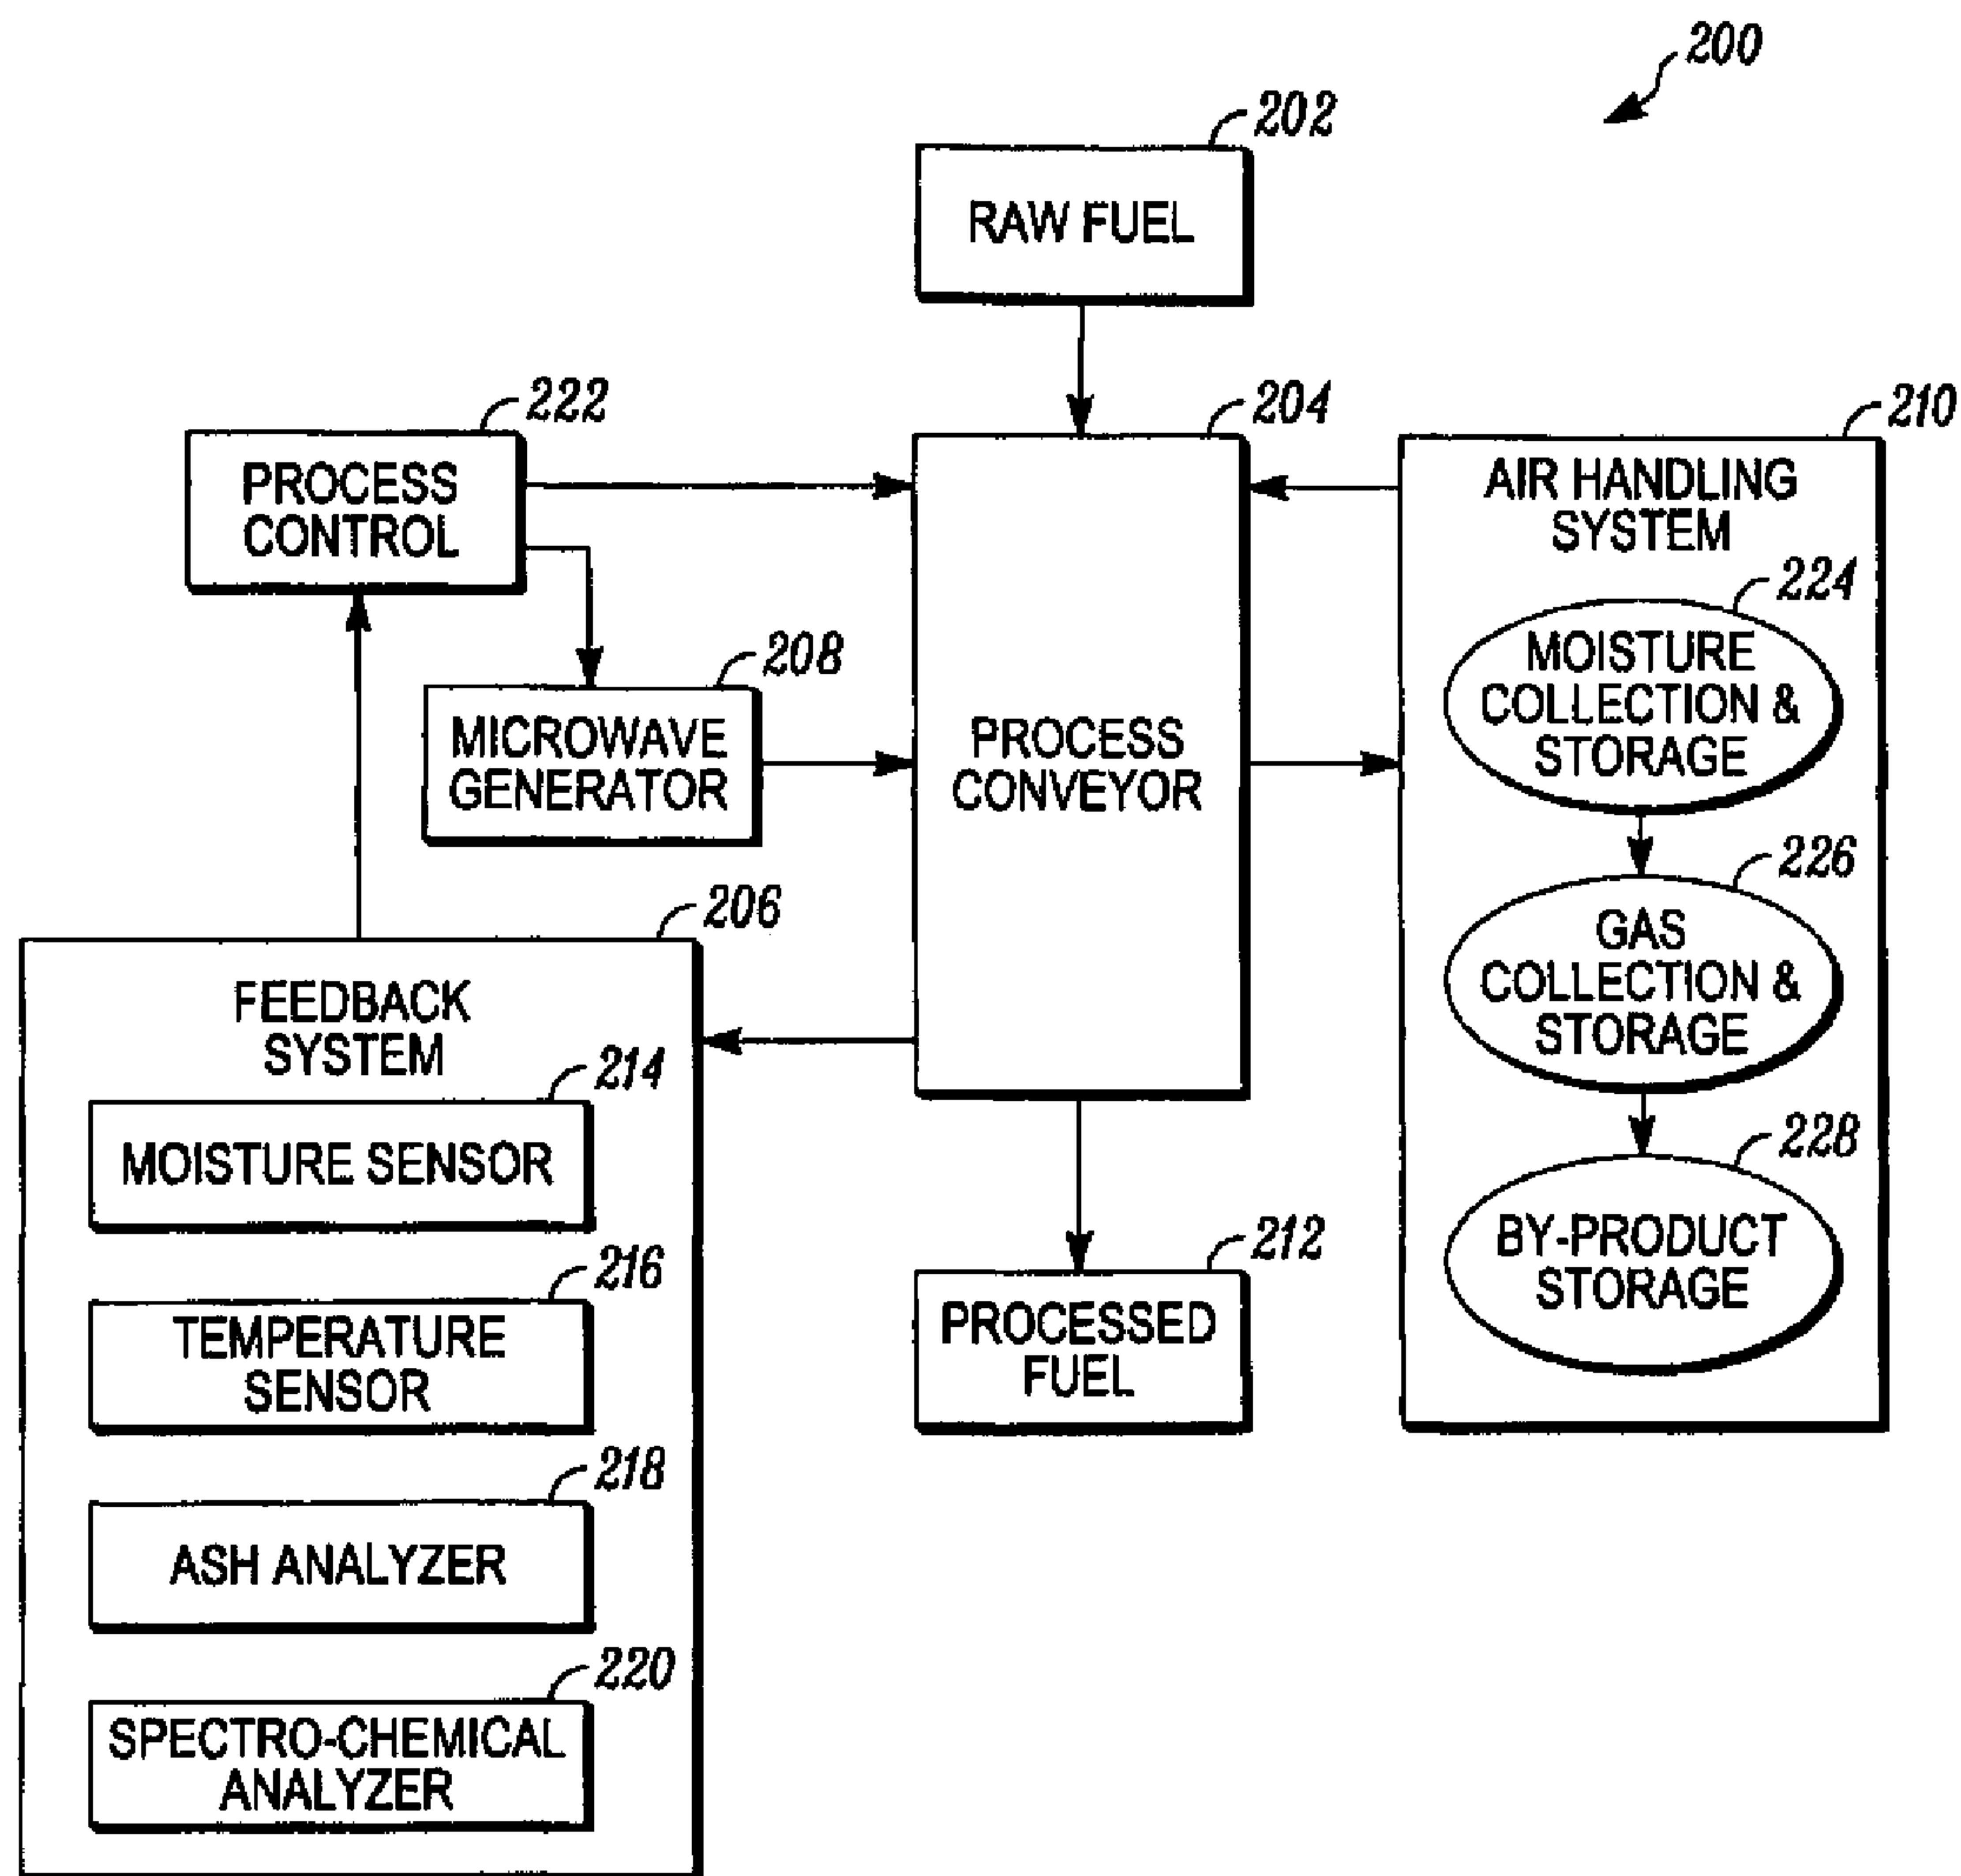 200
202
RAW FUEL
222
PROCESS
CONTROL
204
PROCESS
CONVEYOR
210
AIR HANDLING
SYSTEM
224
MOISTURE
COLLECTION &
STORAGE
208
MICROWAVE
GENERATOR
226
GAS
COLLECTION &
STORAGE
206
FEEDBACK
SYSTEM
214
MOISTURE SENSOR
228
BY-PRODUCT
STORAGE
212
PROCESSED
FUEL
216
TEMPERATURE
SENSOR
218
ASH ANALYZER
220
SPECTRO-CHEMICAL
ANALYZER